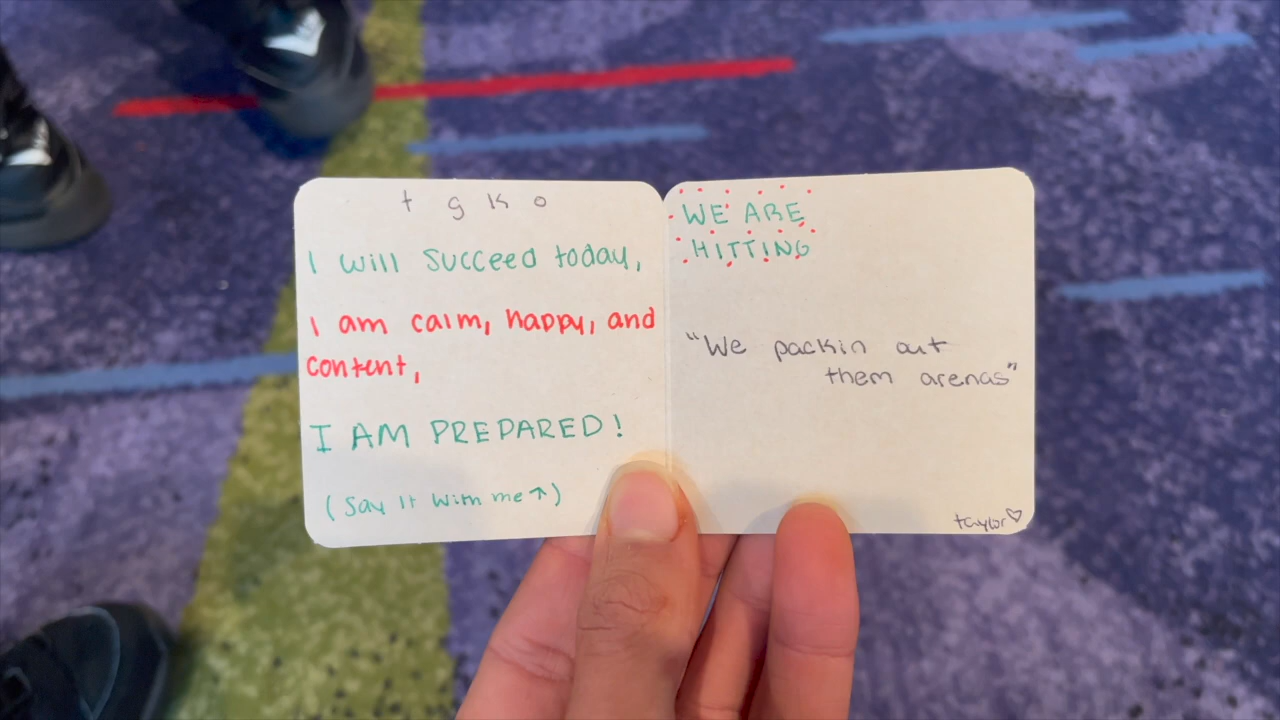 t g k o
I will succeed today,
I am calm, happy, and
content,
I AM PREPARED!
(Say It with me ↑)
WE ARE
HITTING
"We packin out
them arenas"
taylor♡